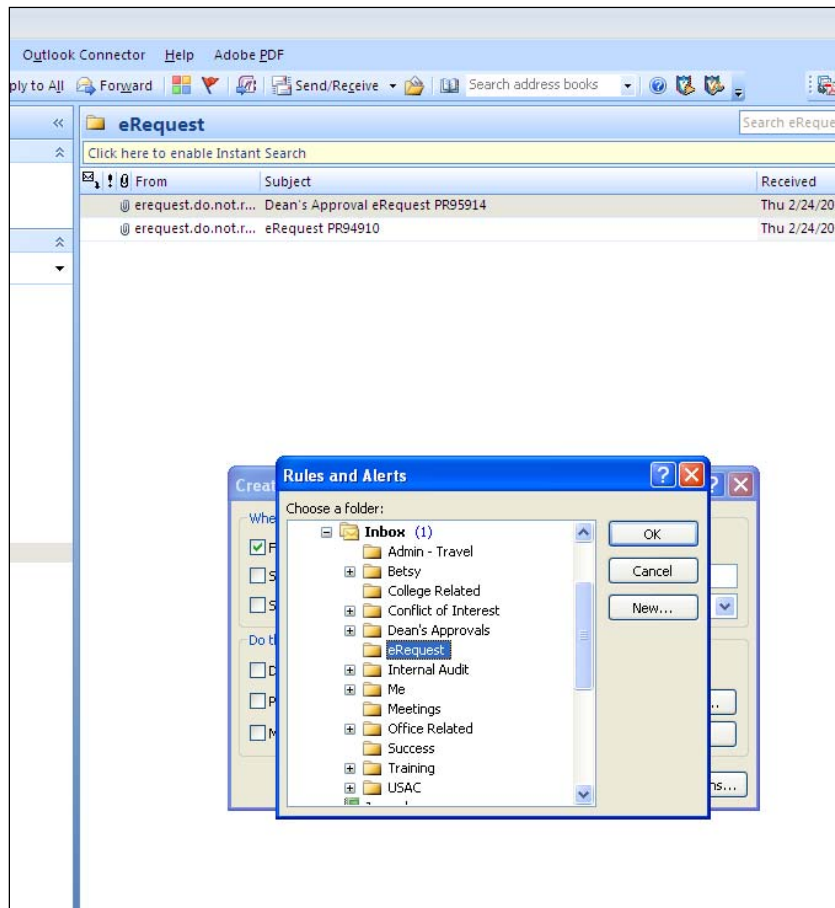 Outlook Connector Help Adobe PDF
ply to All Forward Send/Receive Search address books
eRequest Search eReque
Click here to enable Instant Search
From Subject Received
erequest.do.not.r... Dean's Approval eRequest PR95914 Thu 2/24/20
erequest.do.not.r... eRequest PR94910 Thu 2/24/20
Creat
Rules and Alerts
Whe
Choose a folder:
Inbox (1)
OK
Admin - Travel
F
Betsy
Cancel
S
College Related
S
Conflict of Interest
New...
Dean's Approvals
Do th
eRequest
D
Internal Audit
P
Me
..
Meetings
M
Office Related
Success
Training
USAC
ns...